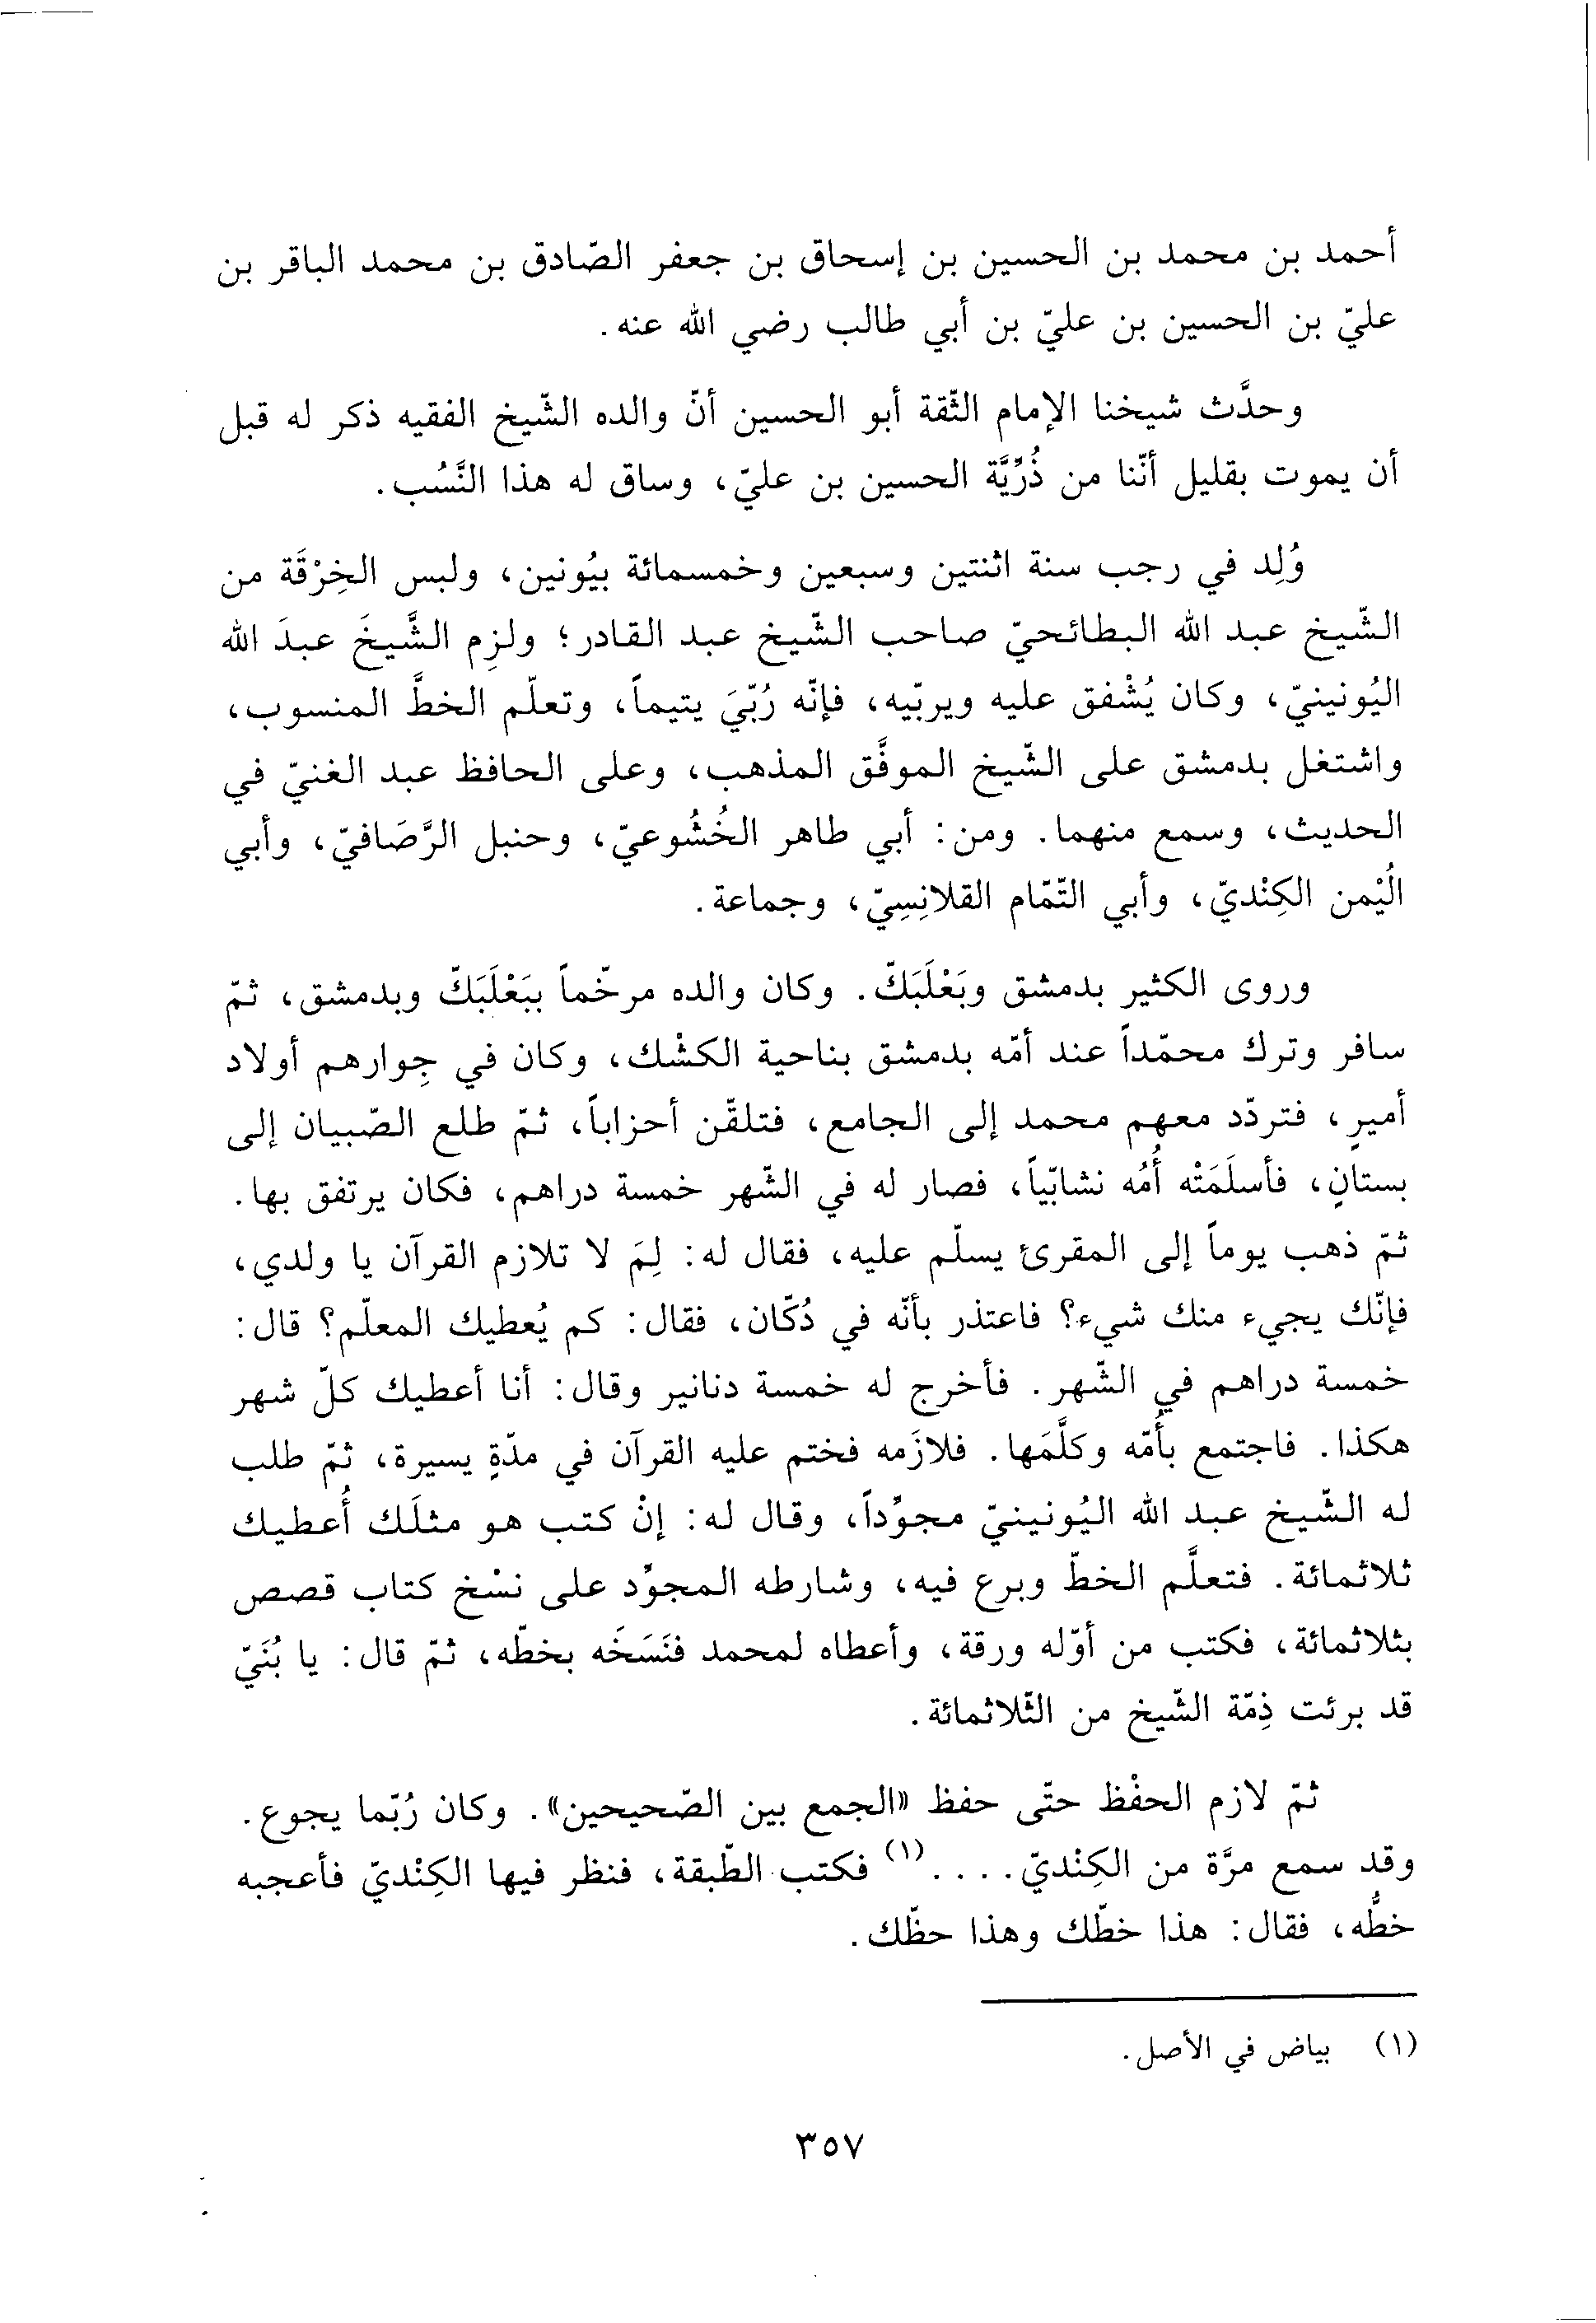 أحمد بن محمد بن الحسين بن إسحاق بن جعفر الصّادق بن محمد الباقر بن
عليّ بن الحسين بن عليّ بن أبي طالب رضي الله عنه.
وحدَّث شيخنا الإمام الثّقة أبو الحسين أنّ والده الشّيخ الفقيه ذكر له قبل
أن يموت بقليل أنّنا من ذُرِّيَّة الحسين بن عليّ، وساق له هذا النَّسُب.
وُلِد في رجب سنة اثنتين وسبعين وخمسمائة بيُونين، ولبس الخِرْقَة من
الشّيخ عبد الله البطائحيّ صاحب الشّيخ عبد القادر؛ ولزِم الشَّيخَ عبدَ الله
اليُونينيّ، وكان يُشْفق عليه ويربّيه، فإنّه رُبّيَ يتيماً، وتعلّم الخطَّ المنسوب،
واشتغل بدمشق على الشّيخ الموفَّق المذهب، وعلى الحافظ عبد الغنيّ في
الحديث، وسمع منهما. ومن: أبي طاهر الخُشُوعيّ، وحنبل الرَّصَافيّ، وأبي
الُيْمن الكِنْديّ، وأبي التّمّام القلانِسِيّ، وجماعة.
وروى الكثير بدمشق وبَعْلَبَكّ. وكان والده مرخّماً ببَعْلَبَكّ وبدمشق، ثمّ
سافر وترك محمّداً عند أمّه بدمشق بناحية الكشْك، وكان في جِوارهم أولاد
أميرٍ، فتردّد معهم محمد إلى الجامع، فتلقّن أحزاباً، ثمّ طلع الصّبيان إلى
بستانٍ، فأسلَمَتْه أُمُه نشابّياً، فصار له في الشّهر خمسة دراهم، فكان يرتفق بها.
ثمّ ذهب يوماً إلى المقرئ يسلّم عليه، فقال له: لِمَ لا تلازم القرآن يا ولدي،
فإنّك يجيء منك شيء؟ فاعتذر بأنّه في دُكّان، فقال: كم يُعطيك المعلّم؟ قال:
خمسة دراهم في الشّهر. فأخرج له خمسة دنانير وقال: أنا أعطيك كلّ شهر
هكذا. فاجتمع بأُمّه وكلَّمَها. فلازَمه فختم عليه القرآن في مدّةٍ يسيرة، ثمّ طلب
له الشّيخ عبد الله اليُونينيّ مجوّداً، وقال له: إنْ كتب هو مثلَك أُعطيك
ثلاثمائة. فتعلَّم الخطّ وبرع فيه، وشارطه المجوّد على نسْخ كتاب قصص
بثلاثمائة، فكتب من أوّله ورقة، وأعطاه لمحمد فنَسَخَه بخطّه، ثمّ قال: يا بُنَيّ
قد برئت ذِمّة الشّيخ من الثّلاثمائة.
ثمّ لازم الحفْظ حتّى حفظ «الجمع بين الصّحيحين». وكان رُبّما يجوع.
وقد سمع مرَّة من الكِنْديّ. . . .(١) فكتب الطّبقة، فنظر فيها الكِنْديّ فأعجبه
خطُّه، فقال: هذا خطّك وهذا حظّك.
(١) بياض في الأصل.
٣٥٧